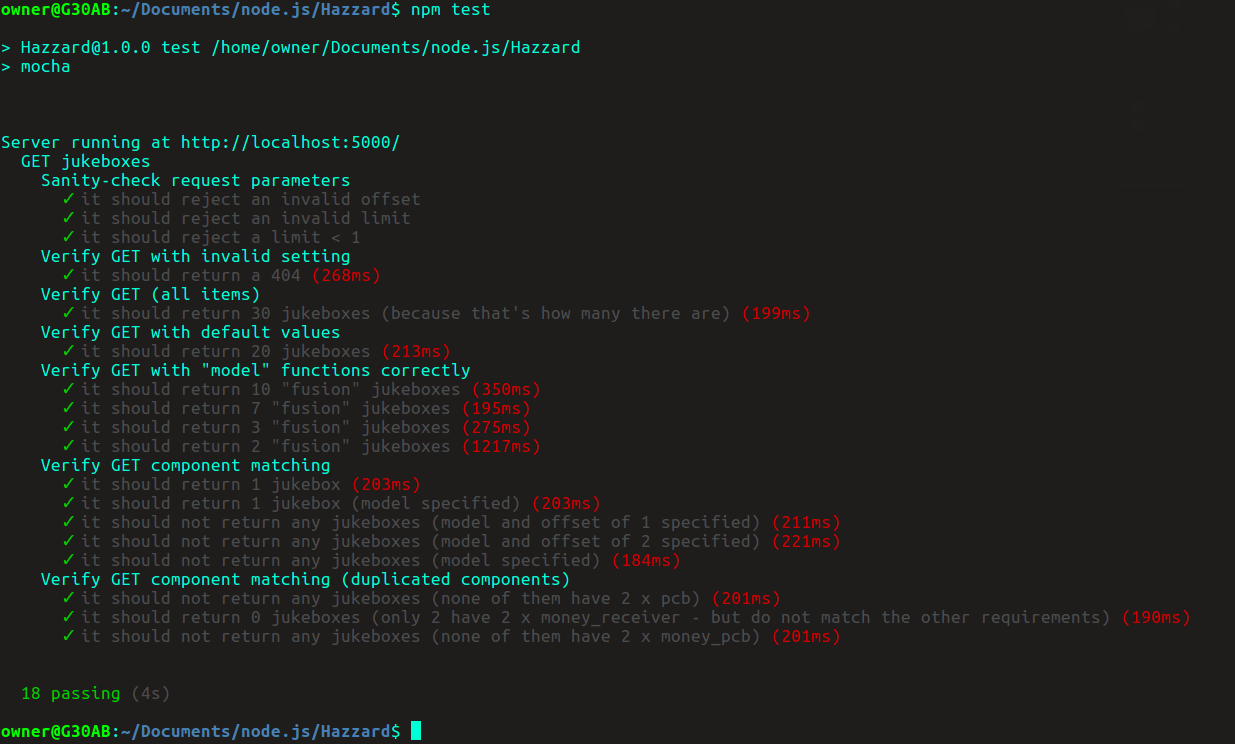 owner@G30AB:~/Documents/node.js/Hazzard$ npm test
> Hazzard@1.0.0 test /home/owner/Documents/node.js/Hazzard
> mocha
Server running at http://localhost:5000/
GET jukeboxes
Sanity-check request parameters
✓ it should reject an invalid offset
✓ it should reject an invalid limit
✓ it should reject a limit < 1
Verify GET with invalid setting
✓ it should return a 404 (268ms)
Verify GET (all items)
✓ it should return 30 jukeboxes (because that's how many there are) (199ms)
Verify GET with default values
✓ it should return 20 jukeboxes (213ms)
Verify GET with "model" functions correctly
✓ it should return 10 "fusion" jukeboxes (350ms)
✓ it should return 7 "fusion" jukeboxes (195ms)
✓ it should return 3 "fusion" jukeboxes (275ms)
✓ it should return 2 "fusion" jukeboxes (1217ms)
Verify GET component matching
✓ it should return 1 jukebox (203ms)
✓ it should return 1 jukebox (model specified) (203ms)
✓ it should not return any jukeboxes (model and offset of 1 specified) (211ms)
✓ it should not return any jukeboxes (model and offset of 2 specified) (221ms)
✓ it should not return any jukeboxes (model specified) (184ms)
Verify GET component matching (duplicated components)
✓ it should not return any jukeboxes (none of them have 2 x pcb) (201ms)
✓ it should return 0 jukeboxes (only 2 have 2 x money_receiver - but do not match the other requirements) (190ms)
✓ it should not return any jukeboxes (none of them have 2 x money_pcb) (201ms)
18 passing (4s)
owner@G30AB:~/Documents/node.js/Hazzard$